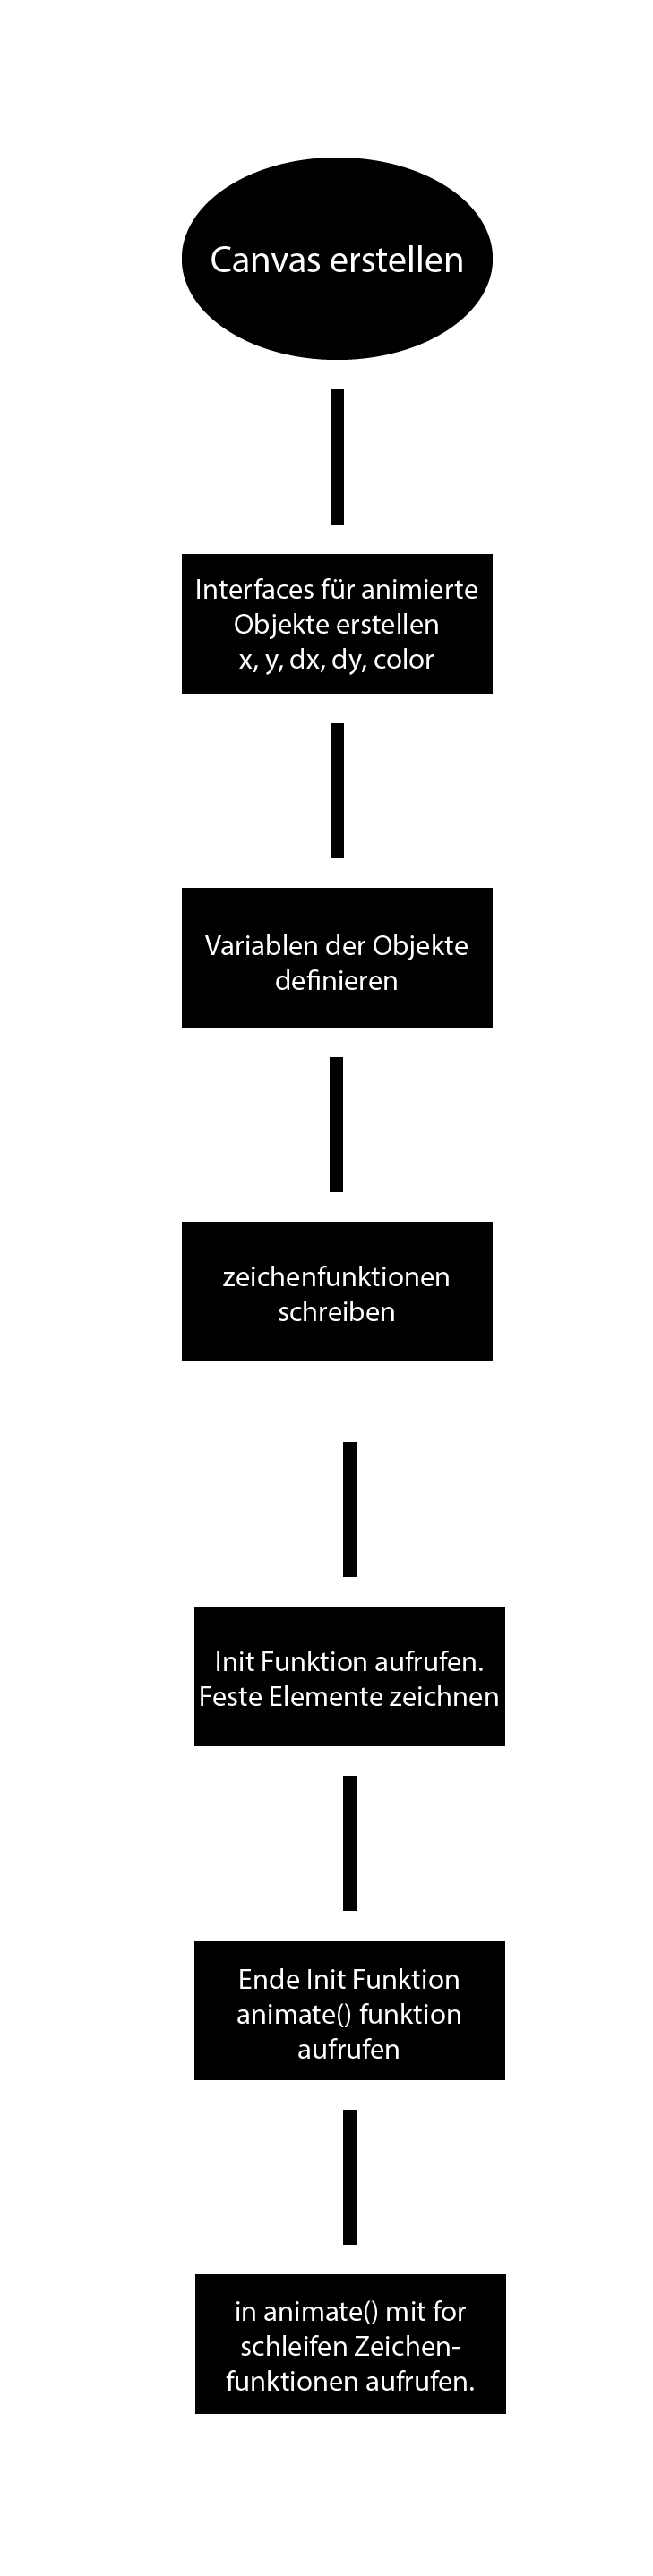 Canvas erstellen
Interfaces für animierte
Objekte erstellen
x, y, dx, dy, color
Variablen der Objekte
definieren
zeichenfunktionen
schreiben
Init Funktion aufrufen.
Feste Elemente zeichnen
Ende Init Funktion
animate() funktion
aufrufen
in animate() mit for
schleifen Zeichen-
funktionen aufrufen.